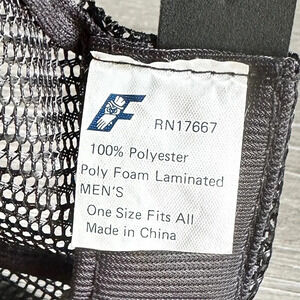 RN17667
100% Polyester
Poly Foam Laminated
MEN'S
One Size Fits All
Made in China